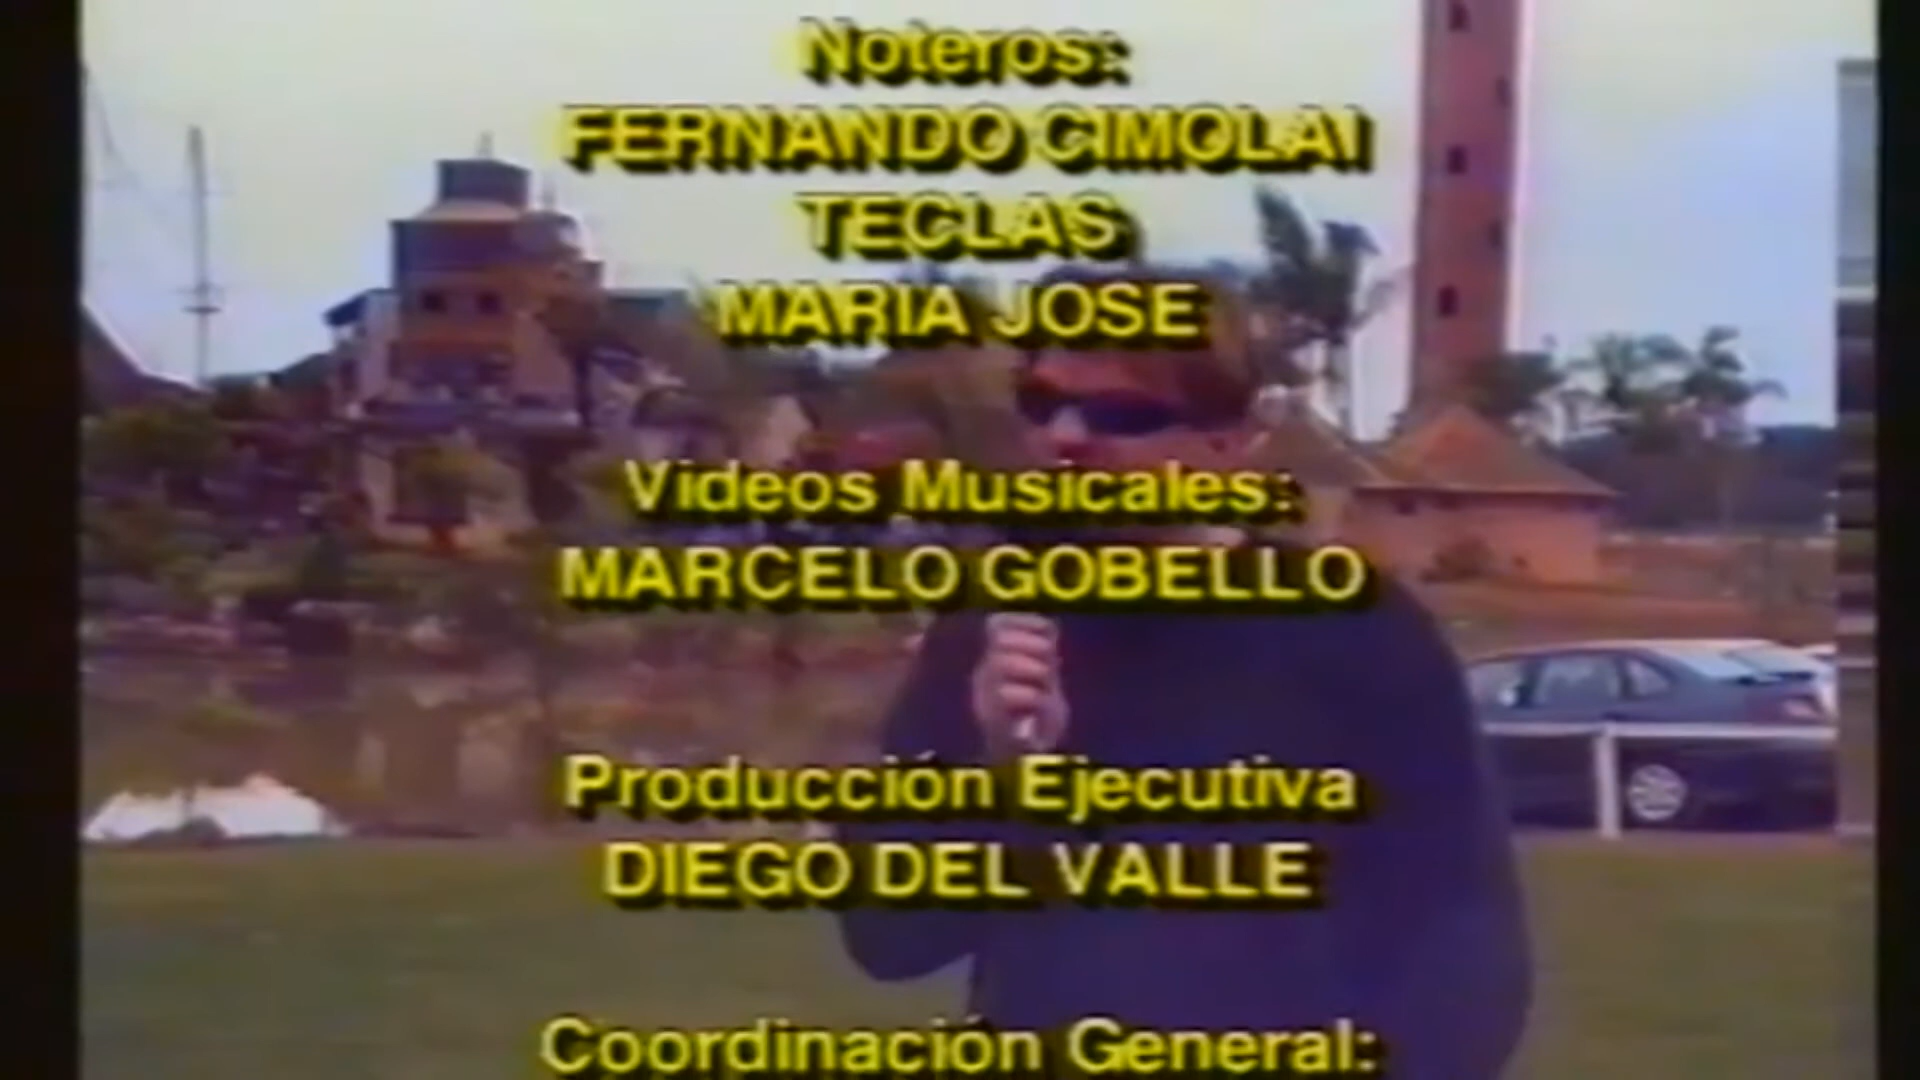 Noteros:
FERNANDO CIMOLAI
TECLAS
MARIA JOSE
Videos Musicales:
MARCELO GOBELLO
Producción Ejecutiva
DIEGO DEL VALLE
Coordinación General: